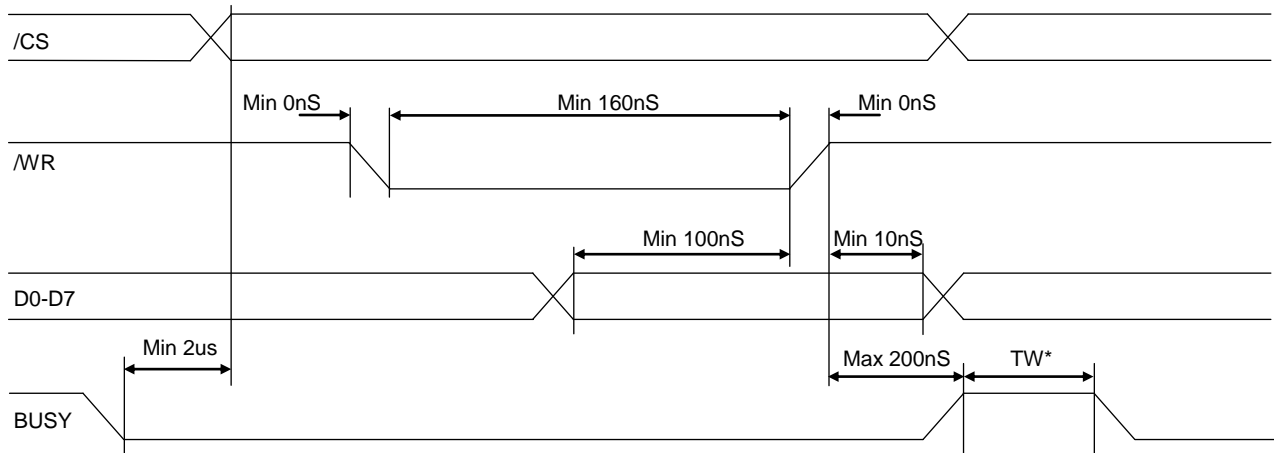 /CS
Min 0nS
Min 160nS
Min 0nS
/WR
Min 100nS
Min 10nS
D0-D7
Min 2us
Max 200nS
TW*
BUSY